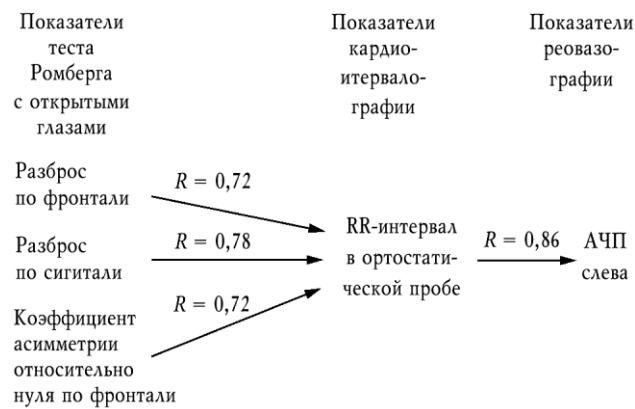 Показатели
теста
Ромберга
с открытыми
глазами
Показатели
кардио-
итервало-
графии
Показатели
реовазо-
графии
Разброс
по фронтали
R = 0,72
Разброс
по сигитали
R = 0,78
Коэффициент
асимметрии
относительно
нуля по фронтали
R = 0,72
RR-интервал
в ортостати-
ческой пробе
R = 0,86
АЧП
слева